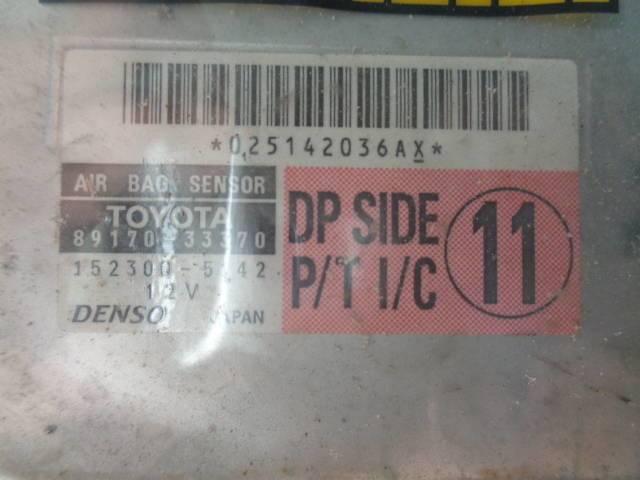 *025142036AX*
AIR BAG SENSOR
TOYOTA
89170-33370
152300-5142
12V
DENSO JAPAN
DP SIDE
P/T I/C
11